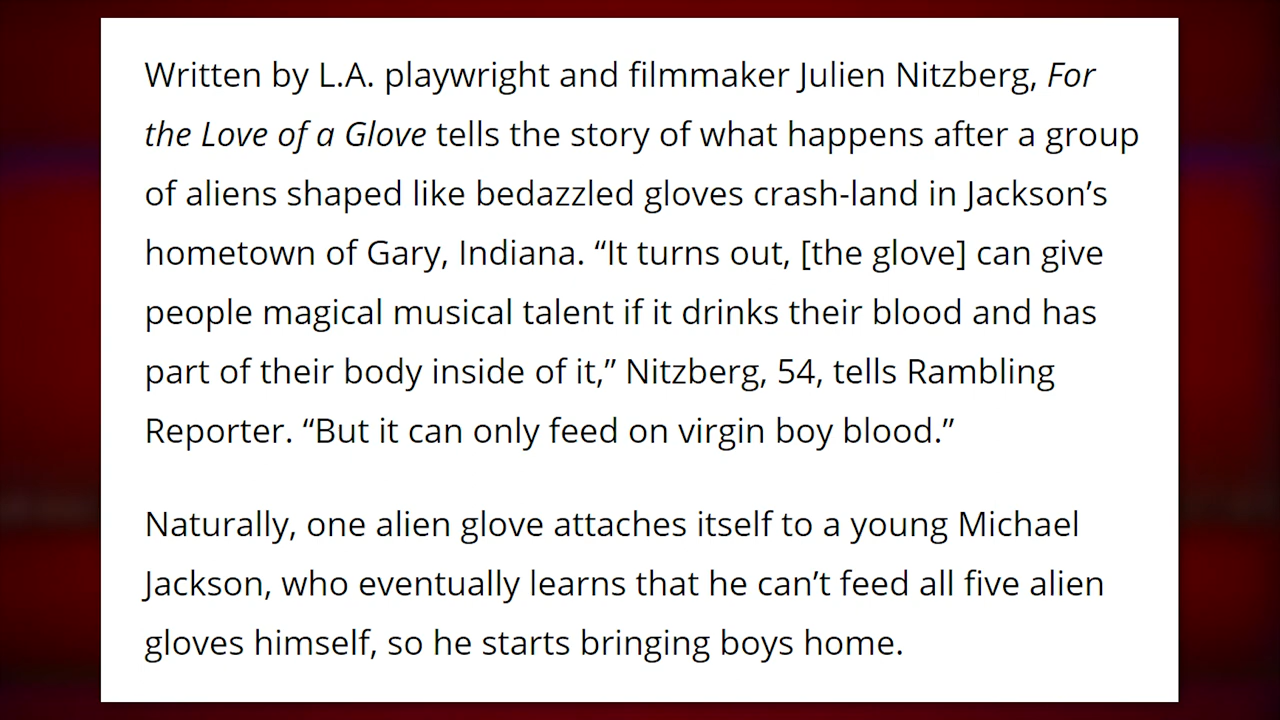 Written by L.A. playwright and filmmaker Julien Nitzberg, For
the Love of a Glove tells the story of what happens after a group
of aliens shaped like bedazzled gloves crash-land in Jackson’s
hometown of Gary, Indiana. “It turns out, [the glove] can give
people magical musical talent if it drinks their blood and has
part of their body inside of it,” Nitzberg, 54, tells Rambling
Reporter. “But it can only feed on virgin boy blood.”
Naturally, one alien glove attaches itself to a young Michael
Jackson, who eventually learns that he can’t feed all five alien
gloves himself, so he starts bringing boys home.